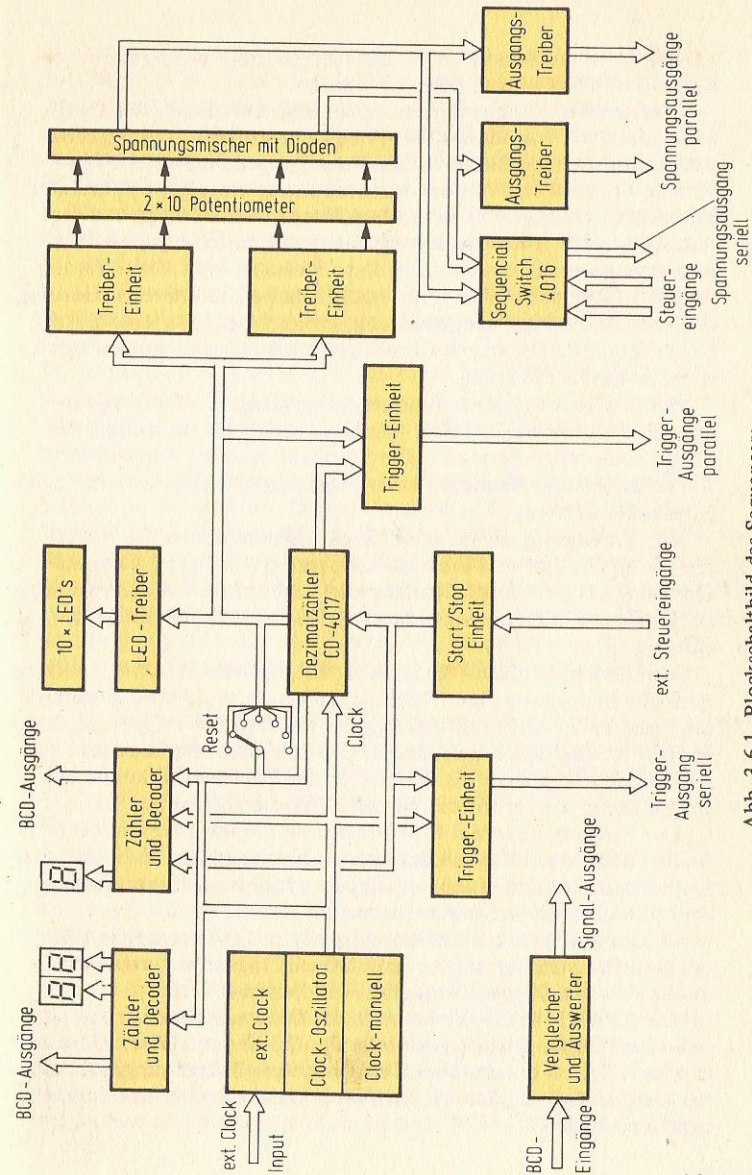 BCD-Ausgänge
Zähler
und Decoder
BCD-Ausgänge
Zähler
und Decoder
10 × LED's
LED-Treiber
Treiber-
Einheit
2 × 10 Potentiometer
Spannungsmischer mit Dioden
Treiber-
Einheit
Reset
ext. Clock
Input
ext. Clock
Clock-Oszillator
Clock-manuell
Clock
Dezimalzähler
CD-4017
Trigger-Einheit
Start/Stop
Einheit
Trigger-Einheit
Sequencial
Switch
4016
Ausgangs-
Treiber
Ausgangs-
Treiber
BCD-
Eingänge
Vergleicher
und Auswerter
Signal-Ausgänge
Trigger-
Ausgang
seriell
ext. Steuereingänge
Trigger-
Ausgänge
parallel
Steuer-
eingänge
Spannungsausgang
seriell
Spannungsausgänge
parallel
Abb. 3.6.1 Blockschaltbild des Sequenzers